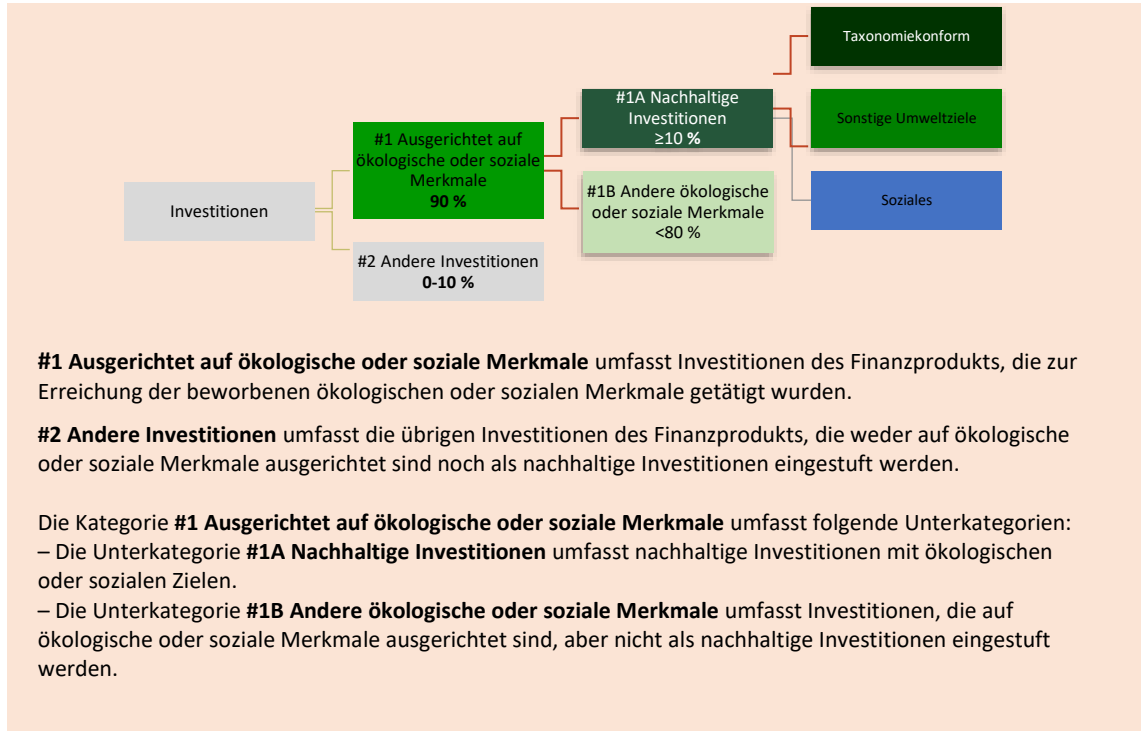 Taxonomiekonform
#1A Nachhaltige
Investitionen
≥10 %
Sonstige Umweltziele
#1 Ausgerichtet auf
ökologische oder soziale
Merkmale
90 %
#1B Andere ökologische
oder soziale Merkmale
<80 %
Soziales
Investitionen
#2 Andere Investitionen
0-10 %
#1 Ausgerichtet auf ökologische oder soziale Merkmale umfasst Investitionen des Finanzprodukts, die zur
Erreichung der beworbenen ökologischen oder sozialen Merkmale getätigt wurden.
#2 Andere Investitionen umfasst die übrigen Investitionen des Finanzprodukts, die weder auf ökologische
oder soziale Merkmale ausgerichtet sind noch als nachhaltige Investitionen eingestuft werden.
Die Kategorie #1 Ausgerichtet auf ökologische oder soziale Merkmale umfasst folgende Unterkategorien:
– Die Unterkategorie #1A Nachhaltige Investitionen umfasst nachhaltige Investitionen mit ökologischen
oder sozialen Zielen.
– Die Unterkategorie #1B Andere ökologische oder soziale Merkmale umfasst Investitionen, die auf
ökologische oder soziale Merkmale ausgerichtet sind, aber nicht als nachhaltige Investitionen eingestuft
werden.